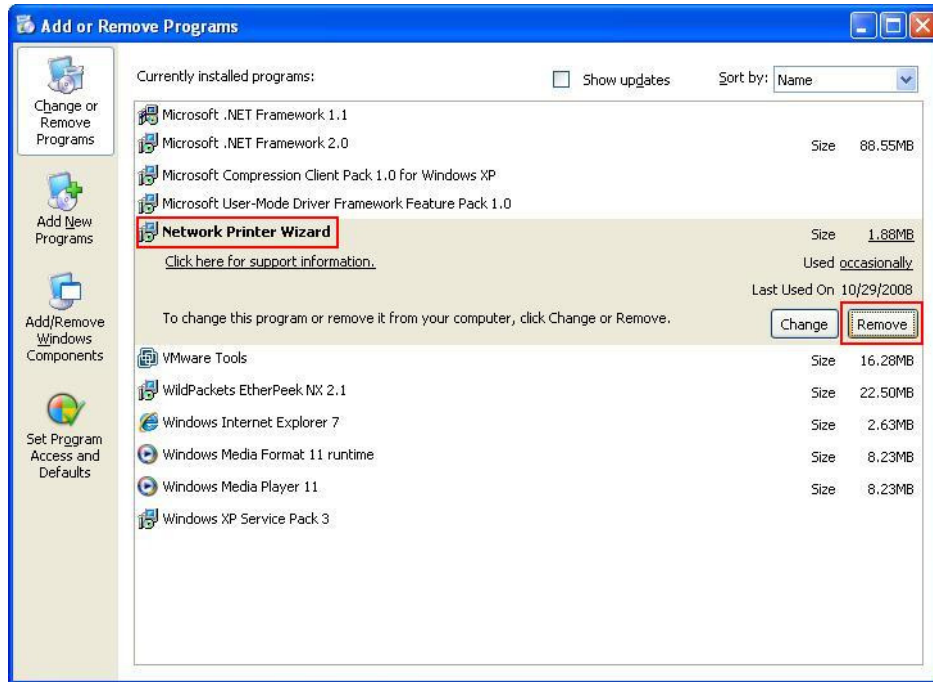 Add or Remove Programs
Change or
Remove
Programs
Add New
Programs
Add/Remove
Windows
Components
Set Program
Access and
Defaults
Currently installed programs:
Show updates
Sort by: Name
Microsoft .NET Framework 1.1
Microsoft .NET Framework 2.0 Size 88.55MB
Microsoft Compression Client Pack 1.0 for Windows XP
Microsoft User-Mode Driver Framework Feature Pack 1.0
Network Printer Wizard Size 1.88MB
Click here for support information. Used occasionally
Last Used On 10/29/2008
To change this program or remove it from your computer, click Change or Remove. Change Remove
VMware Tools Size 16.28MB
WildPackets EtherPeek NX 2.1 Size 22.50MB
Windows Internet Explorer 7 Size 2.63MB
Windows Media Format 11 runtime Size 8.23MB
Windows Media Player 11 Size 8.23MB
Windows XP Service Pack 3